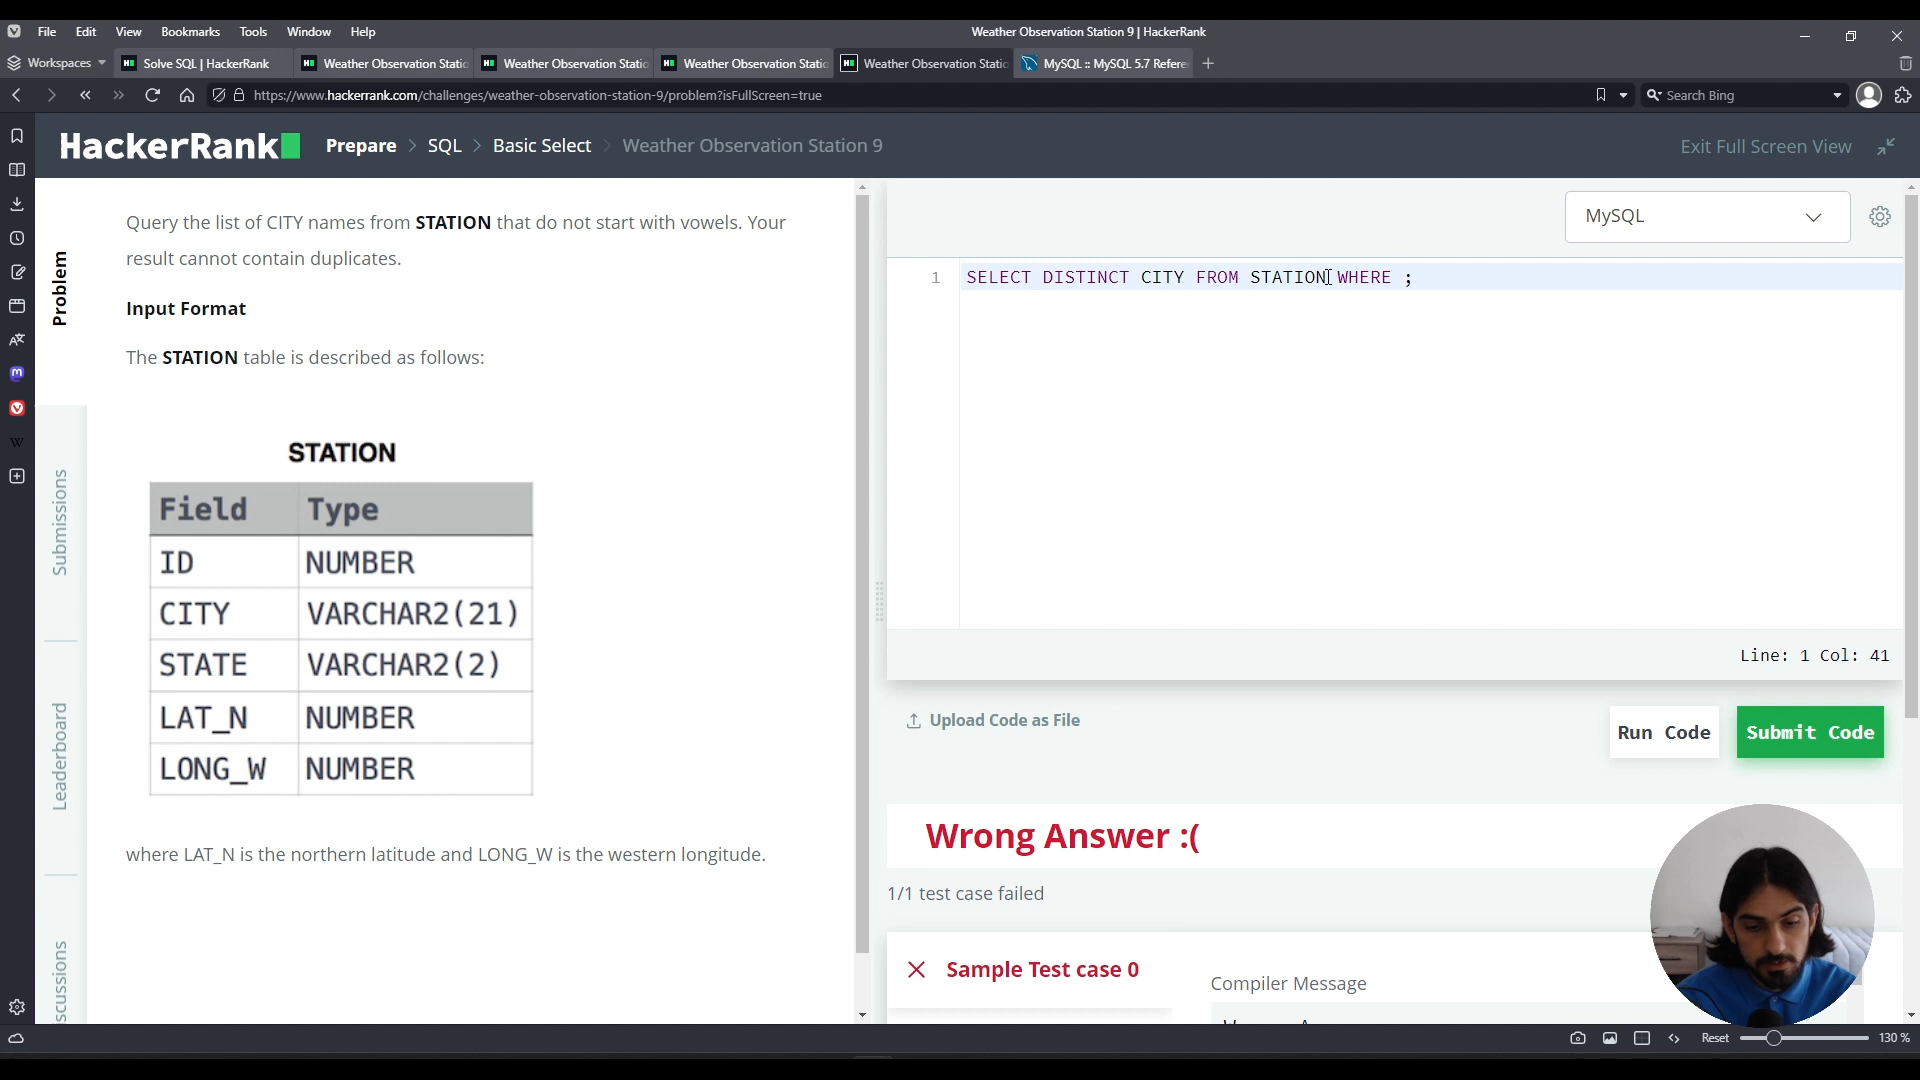 File Edit View Bookmarks Tools Window Help
Weather Observation Station 9 | HackerRank
Workspaces
Solve SQL | HackerRank
Weather Observation Static
Weather Observation Static
Weather Observation Static
Weather Observation Static
MySQL :: MySQL 5.7 Refere
https://www.hackerrank.com/challenges/weather-observation-station-9/problem?isFullScreen=true
Search Bing
HackerRank
Prepare > SQL > Basic Select > Weather Observation Station 9
Exit Full Screen View
Problem
Submissions
Leaderboard
scussions
Query the list of CITY names from STATION that do not start with vowels. Your
result cannot contain duplicates.
Input Format
The STATION table is described as follows:
STATION
Field Type
ID NUMBER
CITY VARCHAR2(21)
STATE VARCHAR2(2)
LAT_N NUMBER
LONG_W NUMBER
where LAT_N is the northern latitude and LONG_W is the western longitude.
MySQL
1 SELECT DISTINCT CITY FROM STATION WHERE ;
Line: 1 Col: 41
Upload Code as File
Run Code
Submit Code
Wrong Answer :(
1/1 test case failed
Sample Test case 0
Compiler Message
Reset
130 %